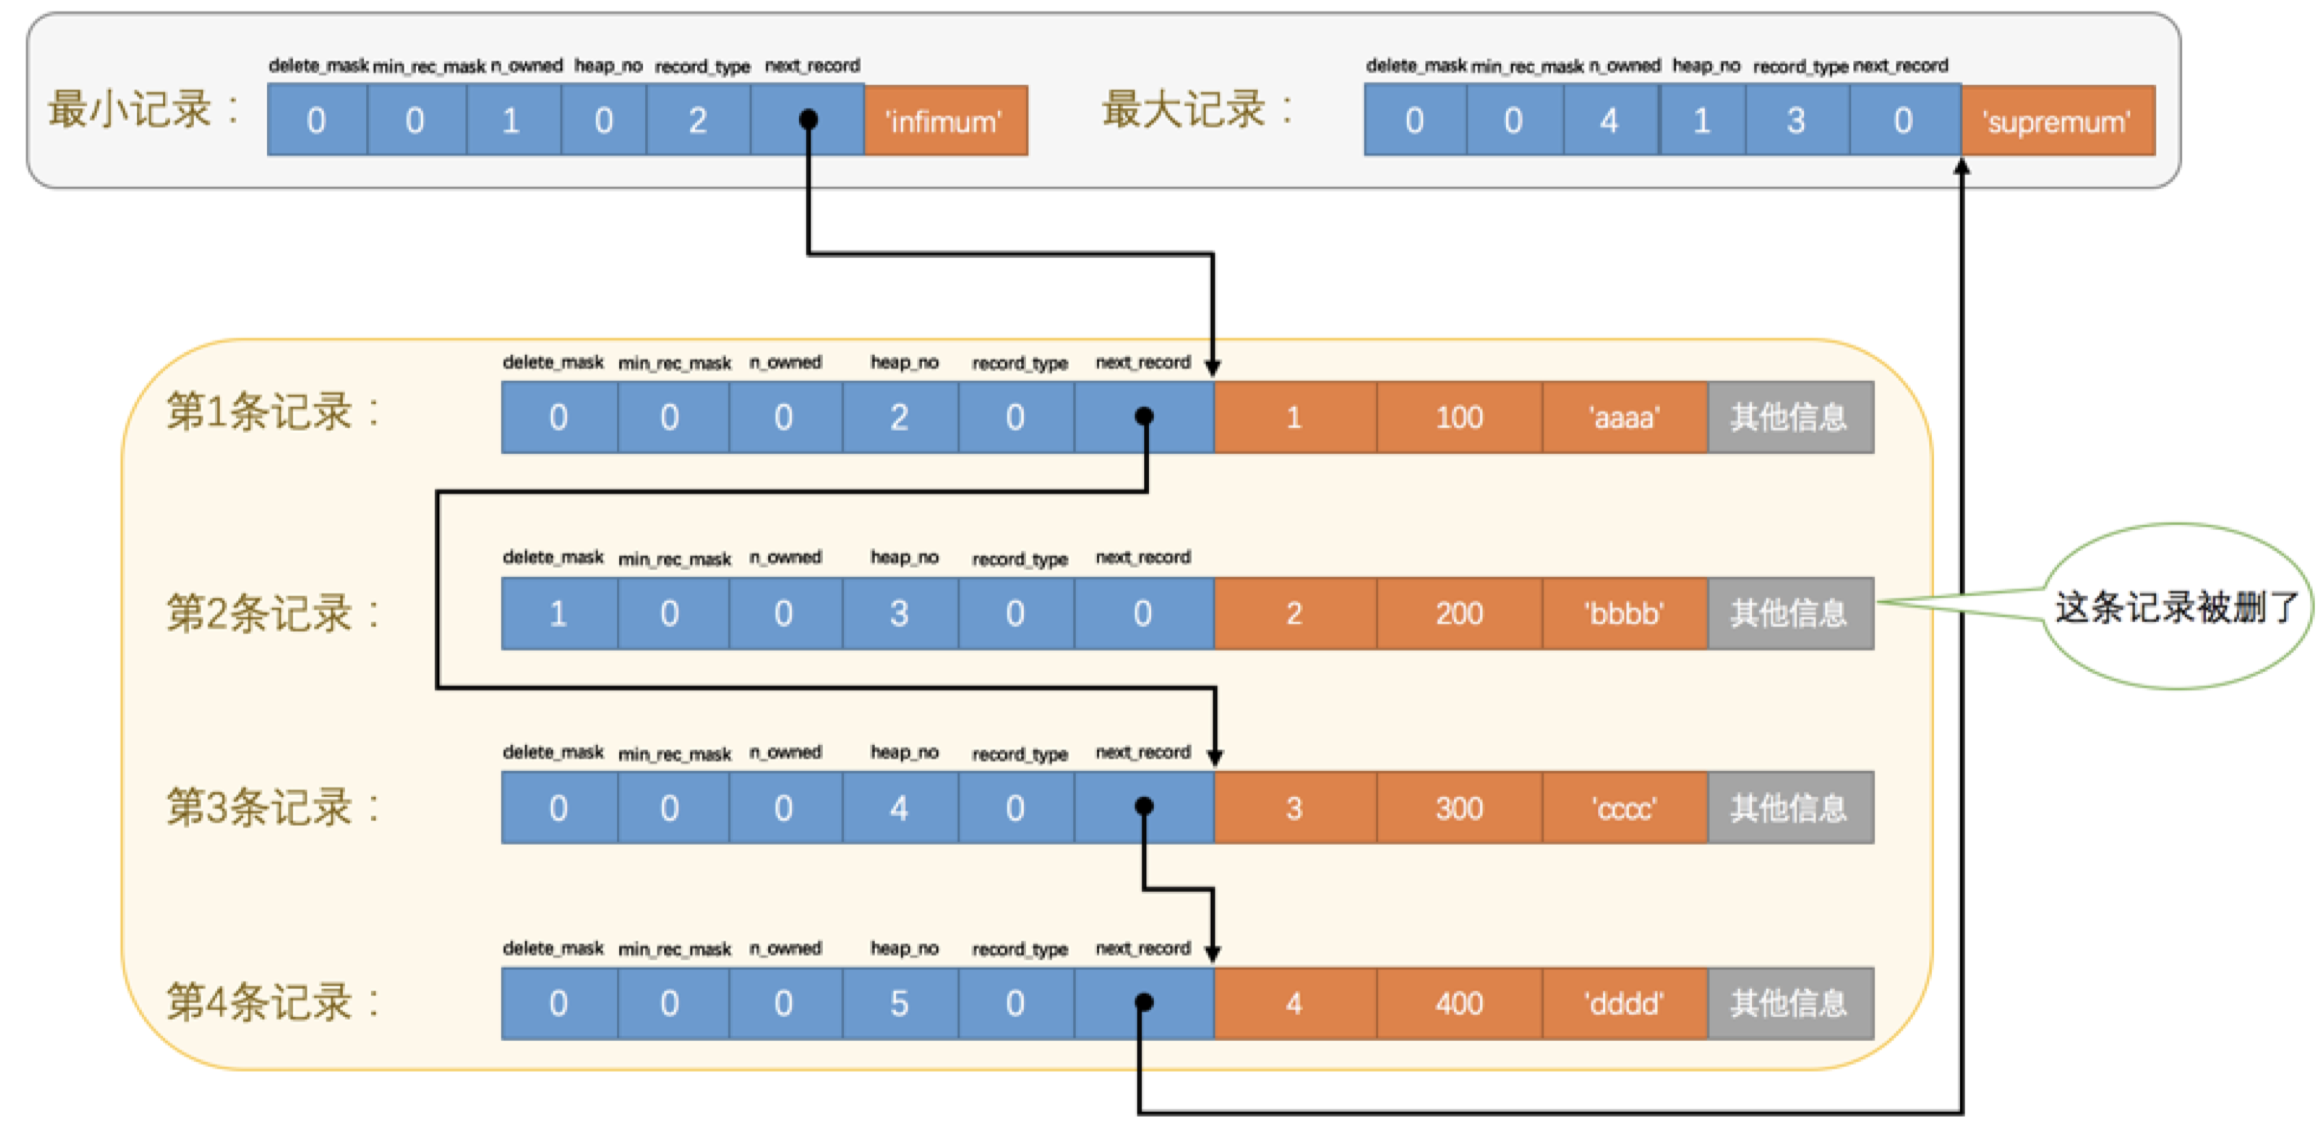 delete_mask min_rec_mask n_owned heap_no record_type next_record
最小记录： 0 0 1 0 2 'infimum'
delete_mask min_rec_mask n_owned heap_no record_type next_record
最大记录： 0 0 4 1 3 0 'supremum'
delete_mask min_rec_mask n_owned heap_no record_type next_record
第1条记录： 0 0 0 2 0 1 100 'aaaa' 其他信息
delete_mask min_rec_mask n_owned heap_no record_type next_record
第2条记录： 1 0 0 3 0 0 2 200 'bbbb' 其他信息
这条记录被删了
delete_mask min_rec_mask n_owned heap_no record_type next_record
第3条记录： 0 0 0 4 0 3 300 'cccc' 其他信息
delete_mask min_rec_mask n_owned heap_no record_type next_record
第4条记录： 0 0 0 5 0 4 400 'dddd' 其他信息